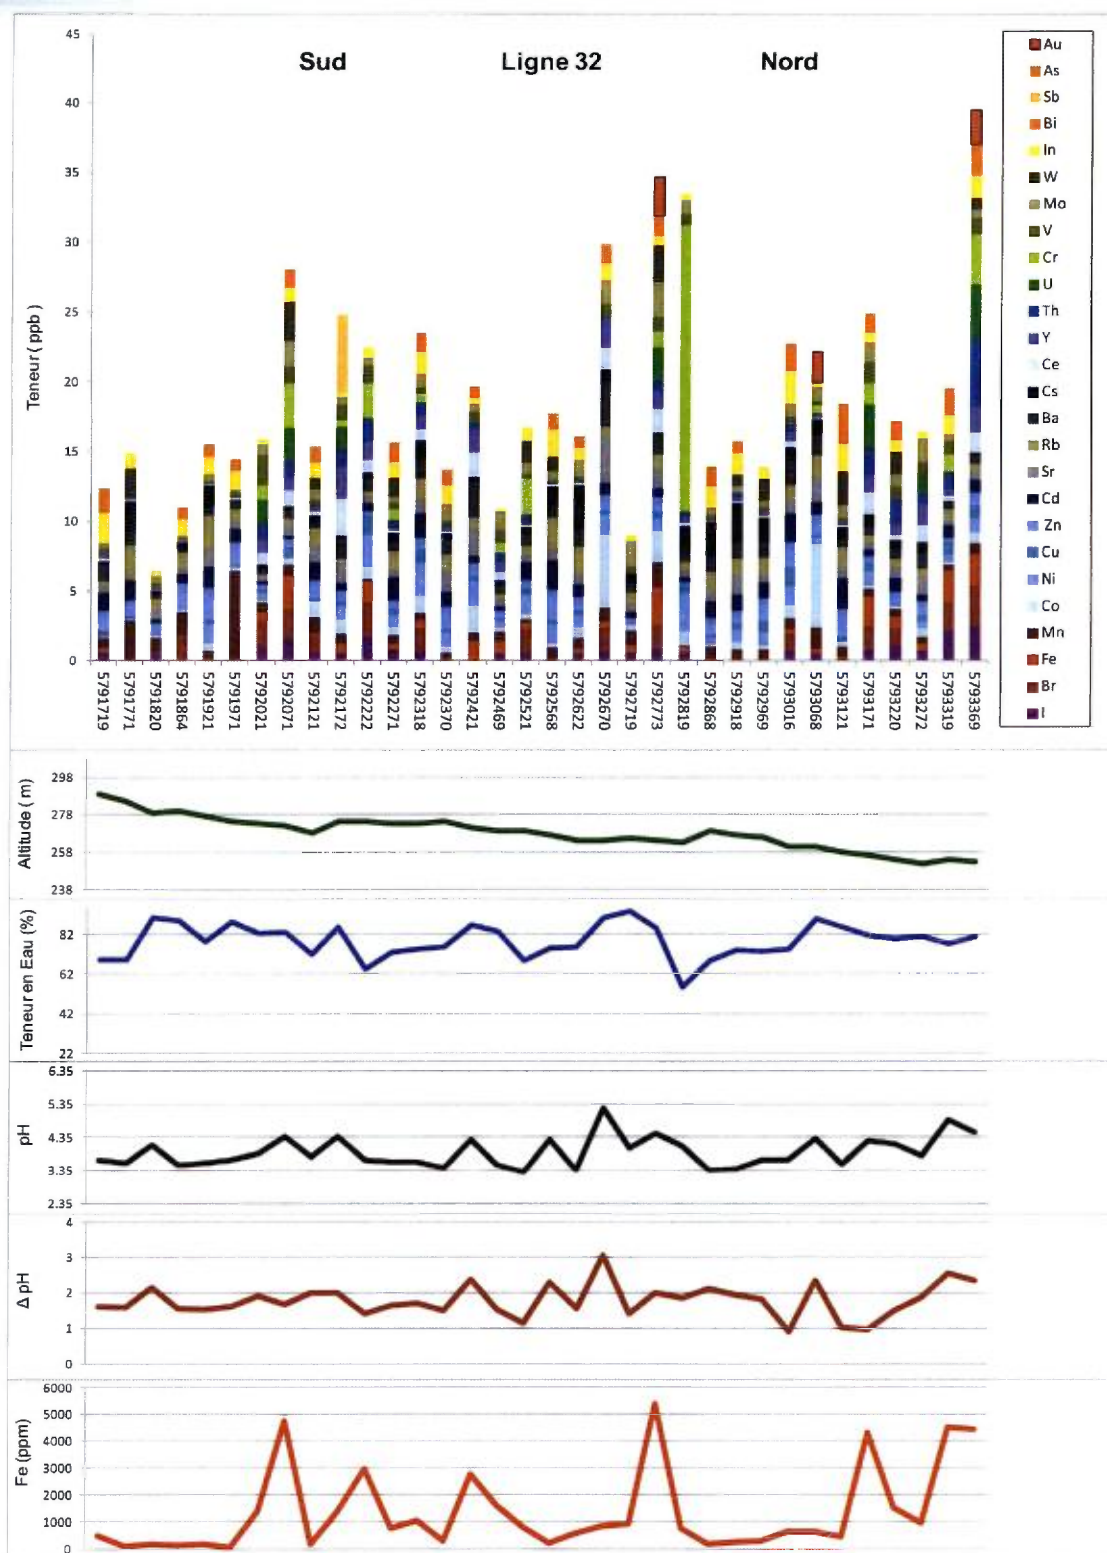 45
Sud Ligne 32 Nord
40
35
30
25
20
15
10
5
0
Teneur ( ppb )
Au
As
Sb
Bi
In
W
Mo
V
Cr
U
Th
Y
Ce
Cs
Ba
Rb
Sr
Cd
Zn
Cu
Ni
Co
Mn
Fe
Br
I
5791719
5791771
5791820
5791864
5791921
5791971
5792021
5792071
5792121
5792172
5792222
5792271
5792318
5792370
5792421
5792469
5792521
5792568
5792622
5792670
5792719
5792773
5792819
5792868
5792918
5792969
5793016
5793068
5793121
5793171
5793220
5793272
5793319
5793369
Altitude ( m)
298
278
258
238
Teneur en Eau (%)
82
62
42
22
pH
6.35
5.35
4.35
3.35
2.35
Δ pH
4
3
2
1
0
Fe (ppm)
6000
5000
4000
3000
2000
1000
0